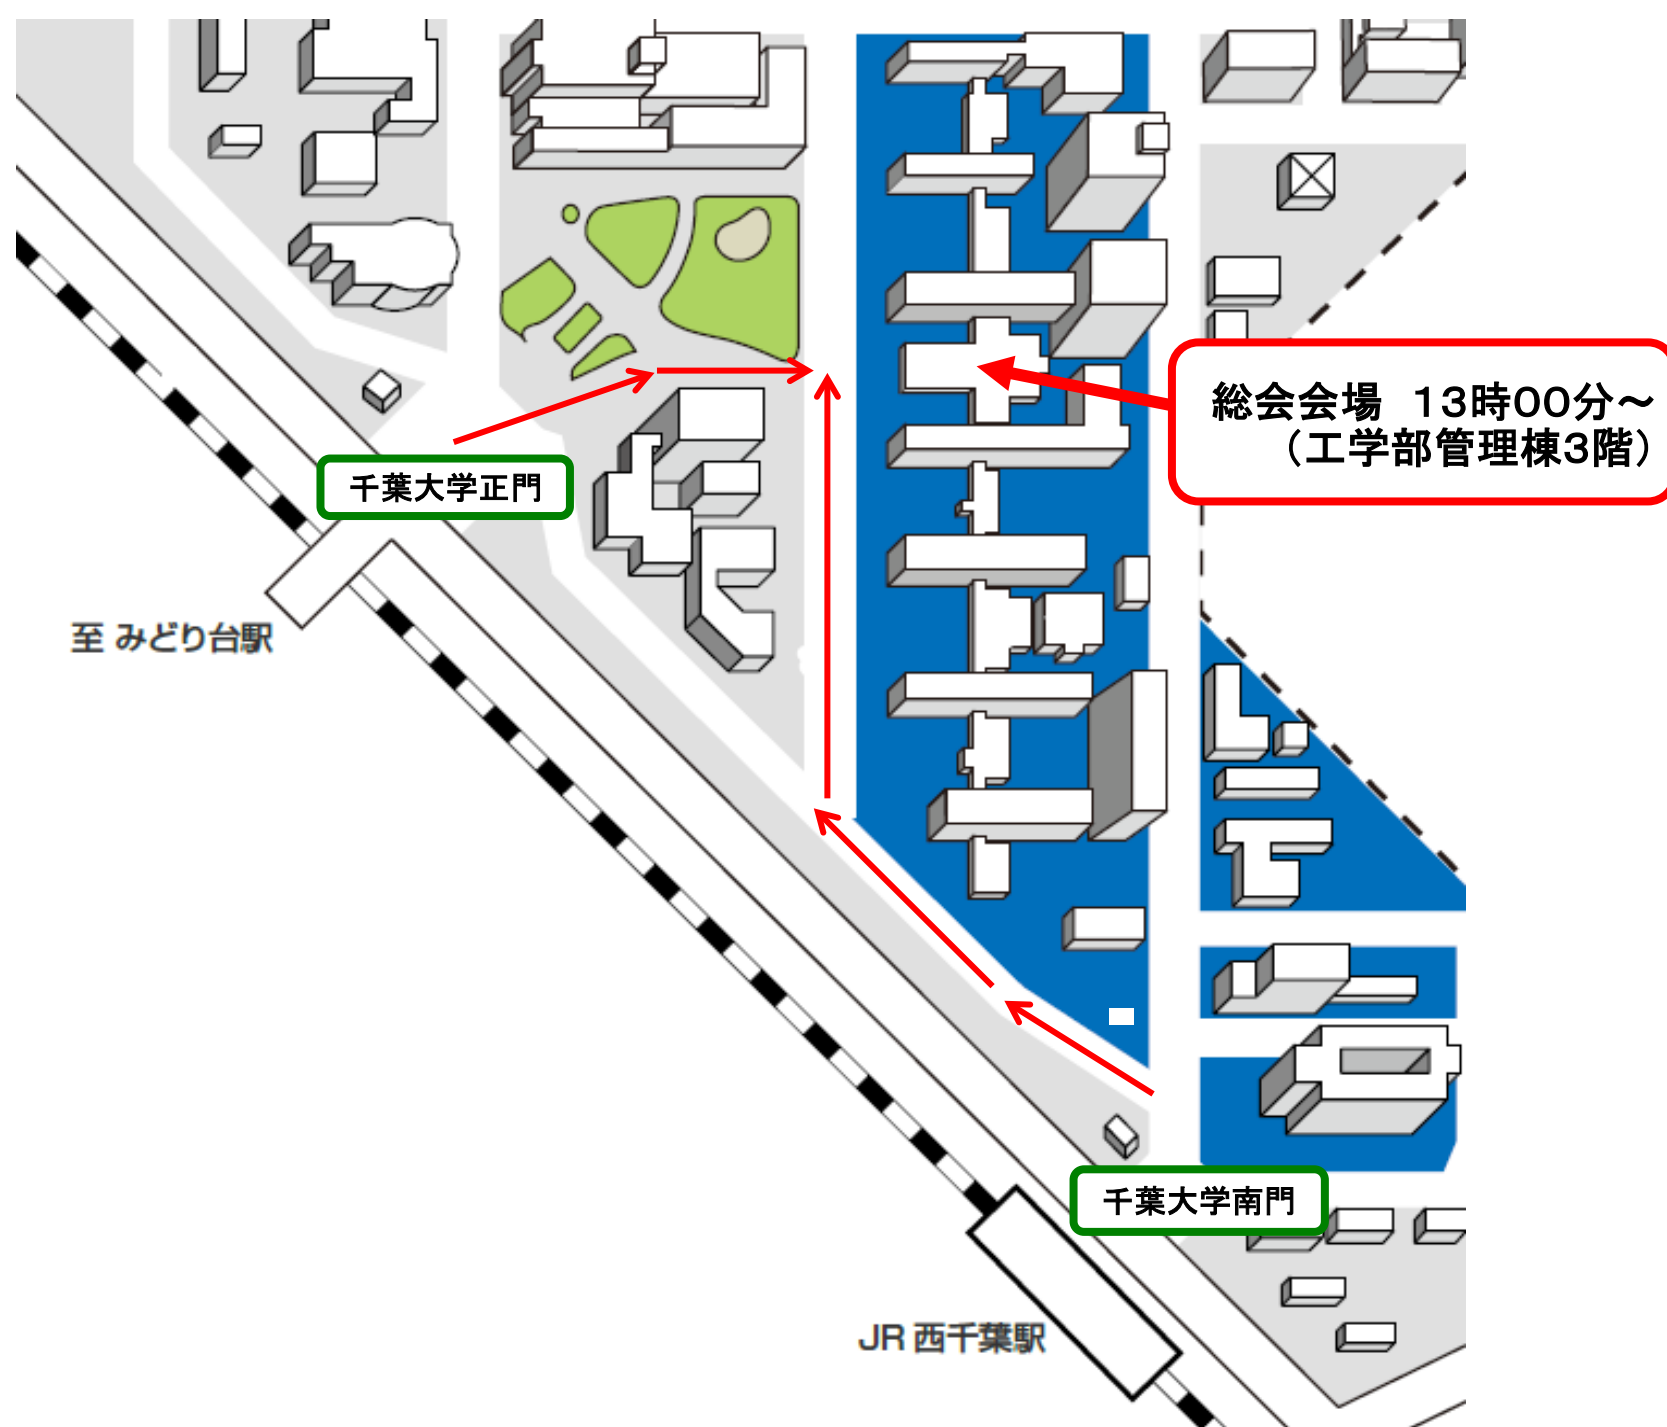 総会会場　１３時００分～
（工学部管理棟３階）
千葉大学正門
至 みどり台駅
千葉大学南門
JR 西千葉駅